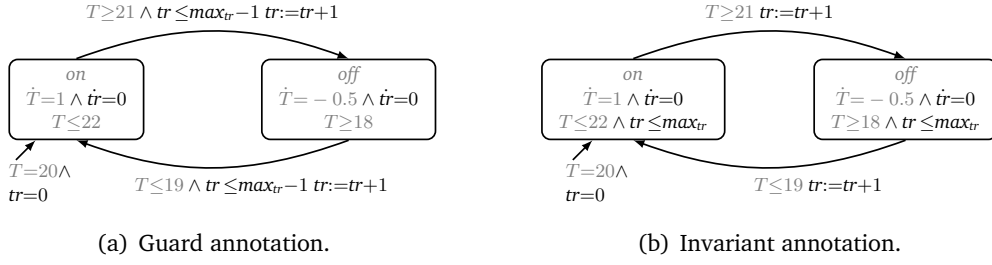 T≥21 ∧ tr ≤max_tr−1 tr:=tr+1
on
Ṫ=1 ∧ ṫr=0
T≤22
off
Ṫ=−0.5 ∧ ṫr=0
T≥18
T=20∧
tr=0
T≤19 ∧ tr ≤max_tr−1 tr:=tr+1
(a) Guard annotation.
T≥21 tr:=tr+1
on
Ṫ=1 ∧ ṫr=0
T≤22 ∧ tr ≤max_tr
off
Ṫ=−0.5 ∧ ṫr=0
T≥18 ∧ tr ≤max_tr
T=20∧
tr=0
T≤19 tr:=tr+1
(b) Invariant annotation.